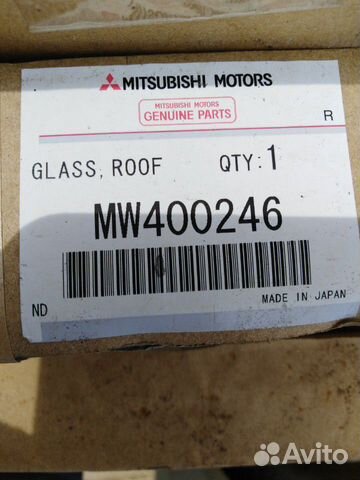 MITSUBISHI MOTORS
MITSUBISHI MOTORS
GENUINE PARTS
R
GLASS, ROOF QTY:1
MW400246
ND MADE IN JAPAN
Avito